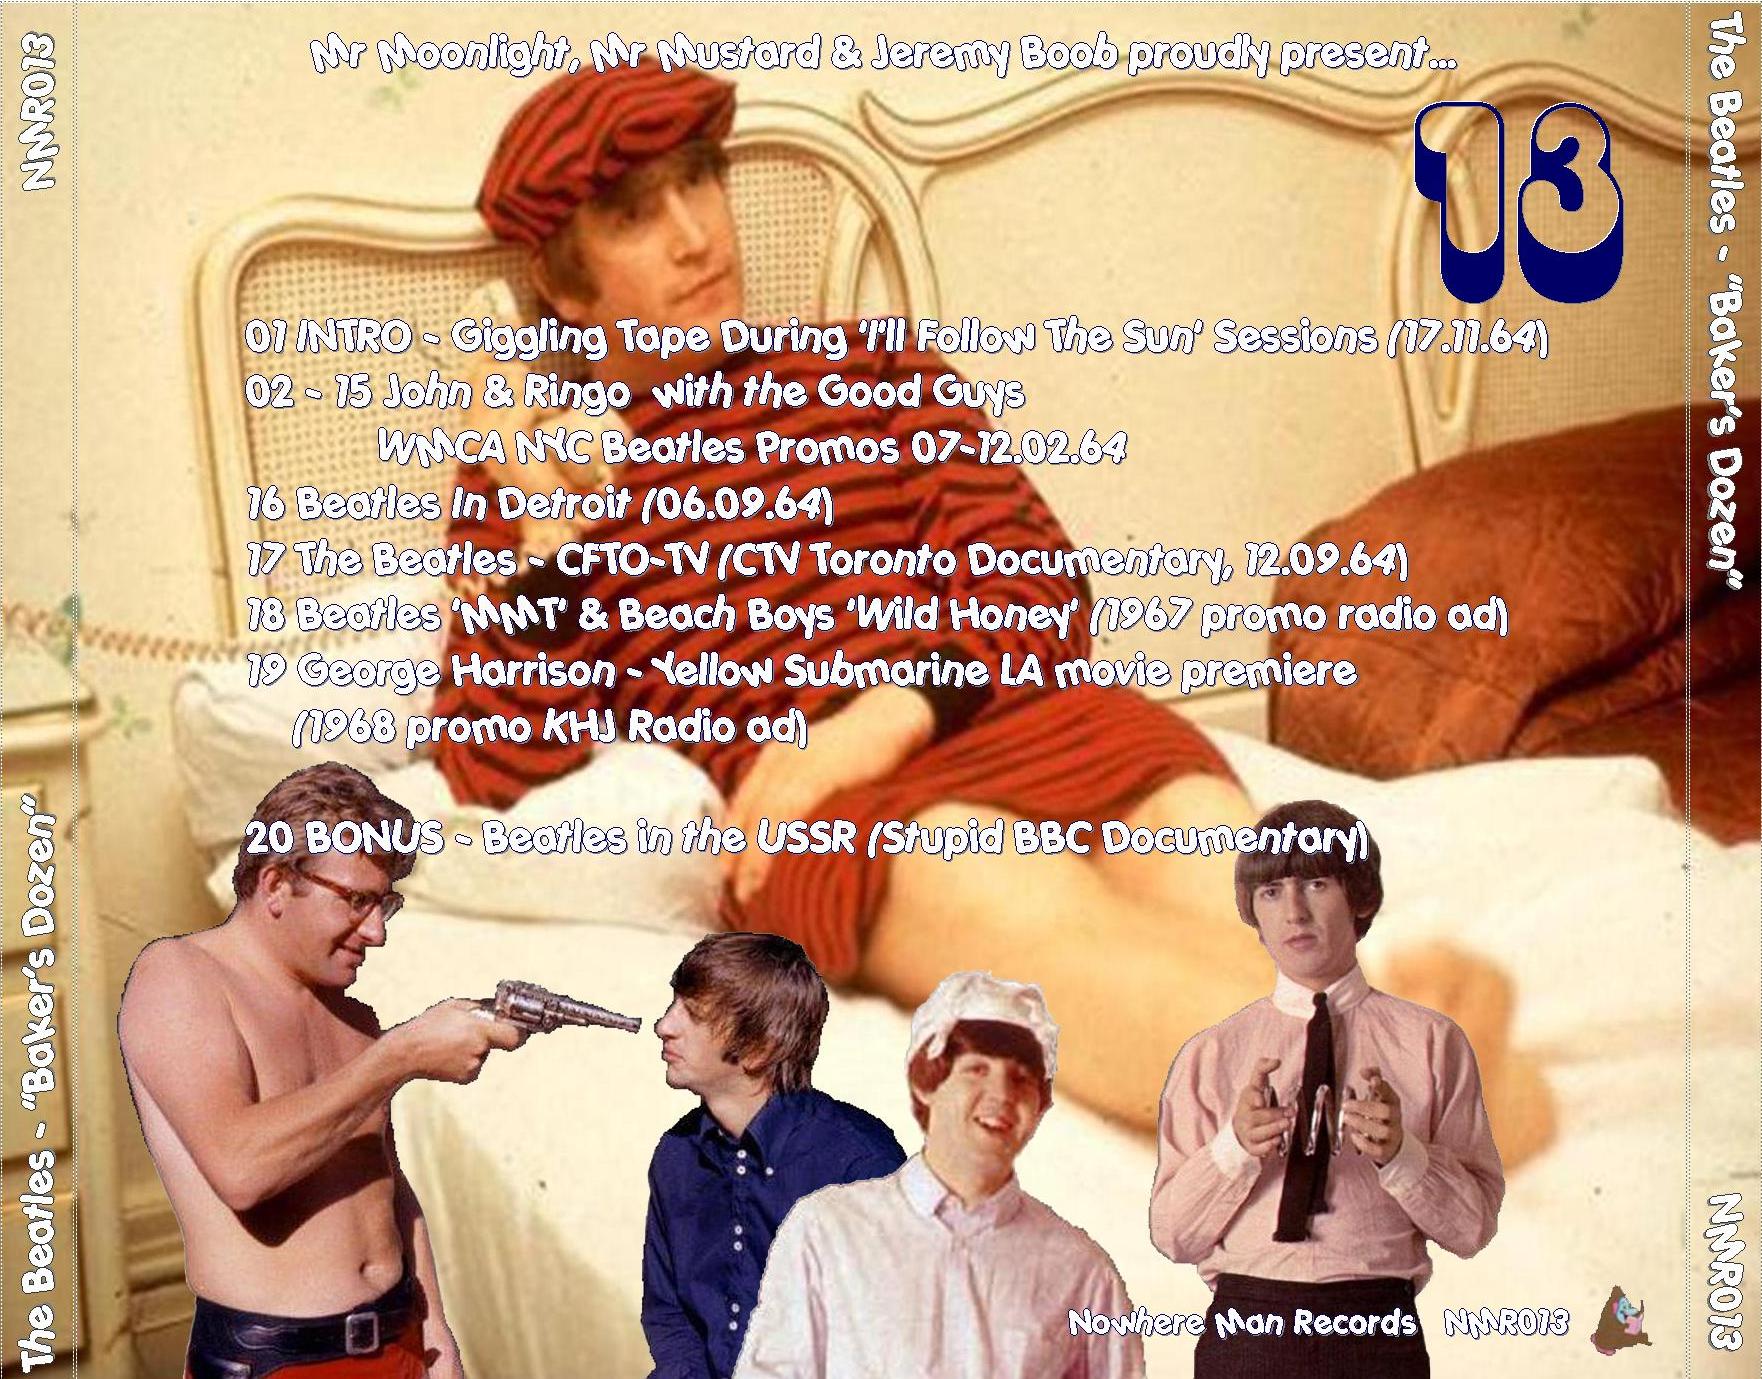 Mr Moonlight, Mr Mustard & Jeremy Boob proudly present...
13
01 INTRO - Giggling Tape During 'I'll Follow The Sun' Sessions (17.11.64)
02 - 15 John & Ringo with the Good Guys
WMCA NYC Beatles Promos 07-12.02.64
16 Beatles In Detroit (06.09.64)
17 The Beatles - CFTO-TV (CTV Toronto Documentary, 12.09.64)
18 Beatles 'MMT' & Beach Boys 'Wild Honey' (1967 promo radio ad)
19 George Harrison - Yellow Submarine LA movie premiere
(1968 promo KHJ Radio ad)
20 BONUS - Beatles in the USSR (Stupid BBC Documentary)
Nowhere Man Records NMR013
The Beatles - "Baker's Dozen" NMR013
The Beatles - "Baker's Dozen" NMR013